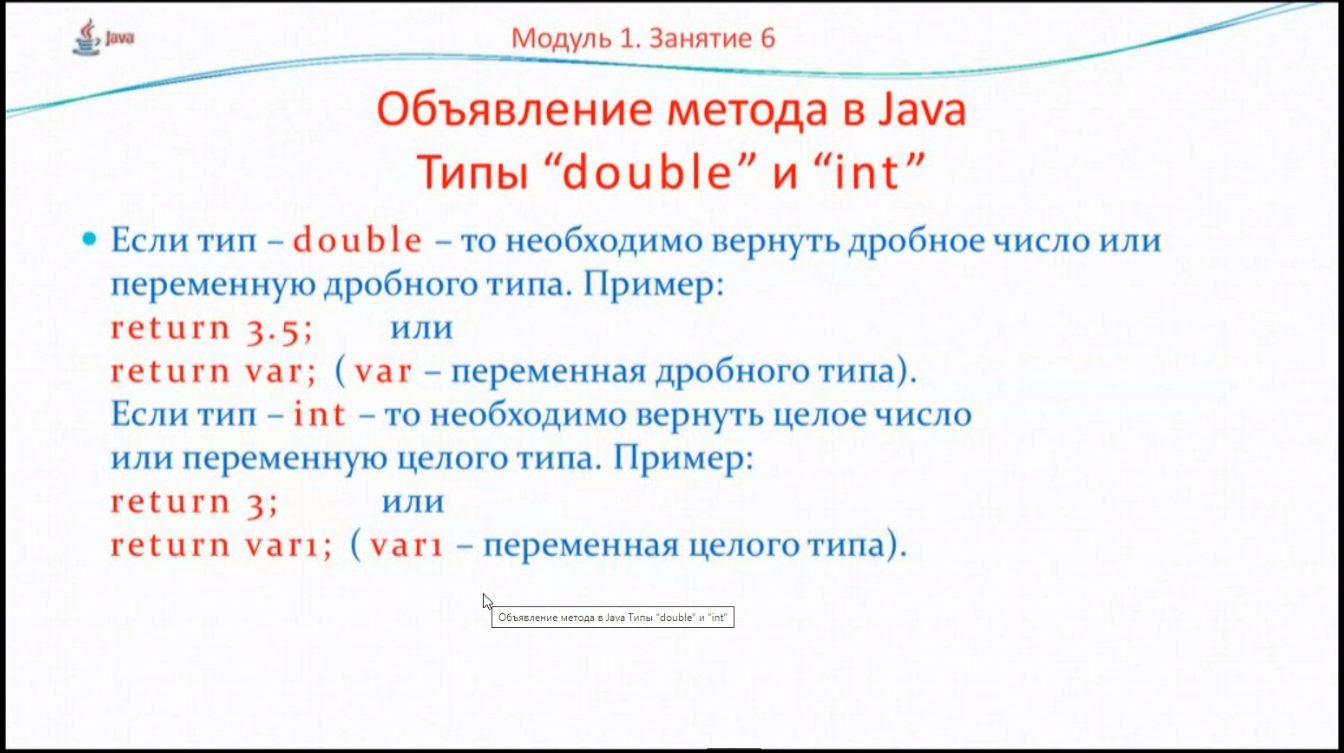 Java
Модуль 1. Занятие 6
Объявление метода в Java
Типы “double” и “int”
Если тип – double – то необходимо вернуть дробное число или
переменную дробного типа. Пример:
return 3.5; или
return var; ( var – переменная дробного типа).
Если тип – int – то необходимо вернуть целое число
или переменную целого типа. Пример:
return 3; или
return var1; ( var1 – переменная целого типа).
Объявление метода в Java Типы “double” и “int”